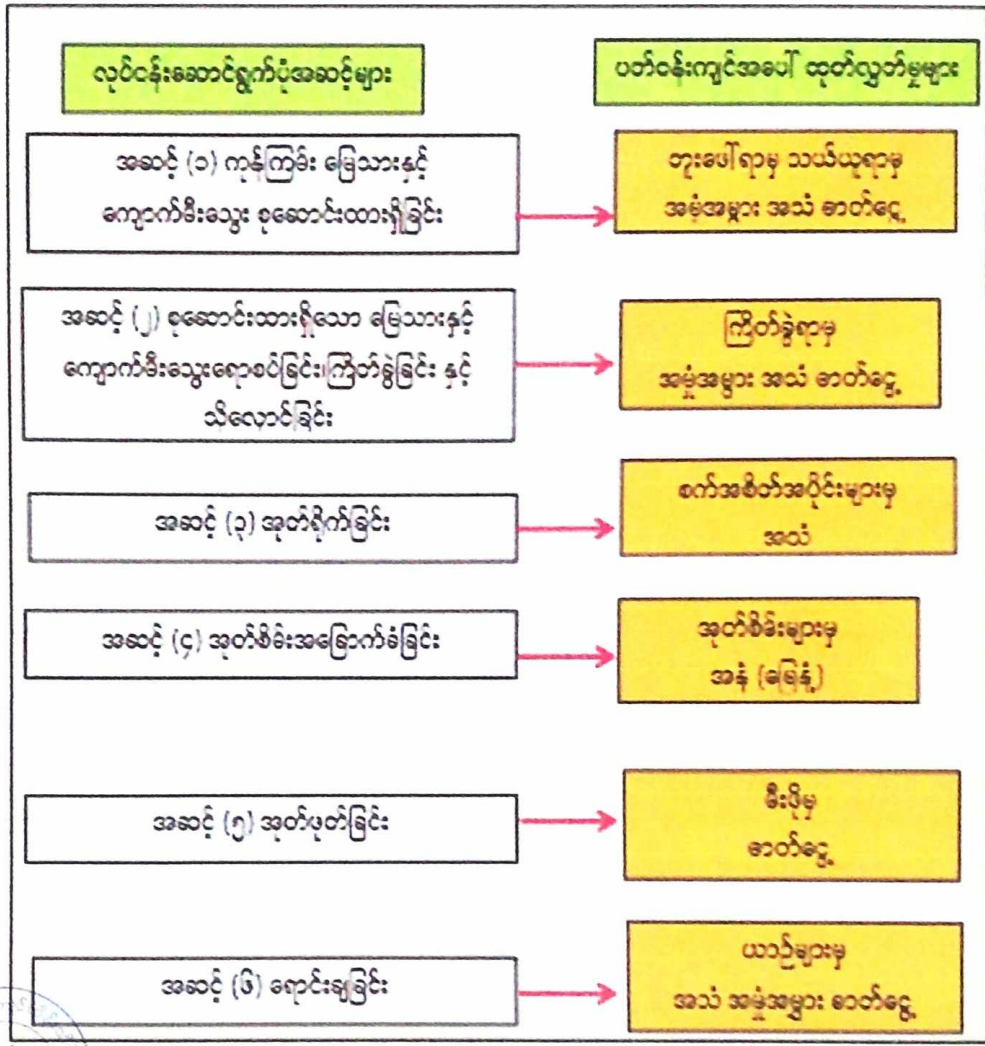 လုပ်ငန်းဆောင်ရွက်ပုံအဆင့်များ
ပတ်ဝန်းကျင်အပေါ် ထုတ်လွှတ်မှုများ
အဆင့် (၁) ကုန်ကြမ်း မြေသားနှင့်
ကျောက်မီးသွေး စုဆောင်းထားရှိခြင်း
ဘူးဖေါ်ရာမှ သယ်ယူရာမှ
အမှုံအမွှား အသံ ဓာတ်ငွေ့
အဆင့် (၂) စုဆောင်းထားရှိသော မြေသားနှင့်
ကျောက်မီးသွေးရောစပ်ခြင်း၊ကြိတ်ခွဲခြင်း နှင့်
သိုလှောင်ခြင်း
ကြိတ်ခွဲရာမှ
အမှုံအမွှား အသံ ဓာတ်ငွေ့
အဆင့် (၃) အုတ်ရိုက်ခြင်း
စက်အစိတ်အပိုင်းများမှ
အသံ
အဆင့် (၄) အုတ်စိမ်းအခြောက်ခံခြင်း
အုတ်စိမ်းများမှ
အနံ (မြေနံ့)
အဆင့် (၅) အုတ်ဖုတ်ခြင်း
မီးဖိုမှ
ဓာတ်ငွေ့
အဆင့် (၆) ရောင်းချခြင်း
ယာဉ်များမှ
အသံ အမှုံအမွှား ဓာတ်ငွေ့